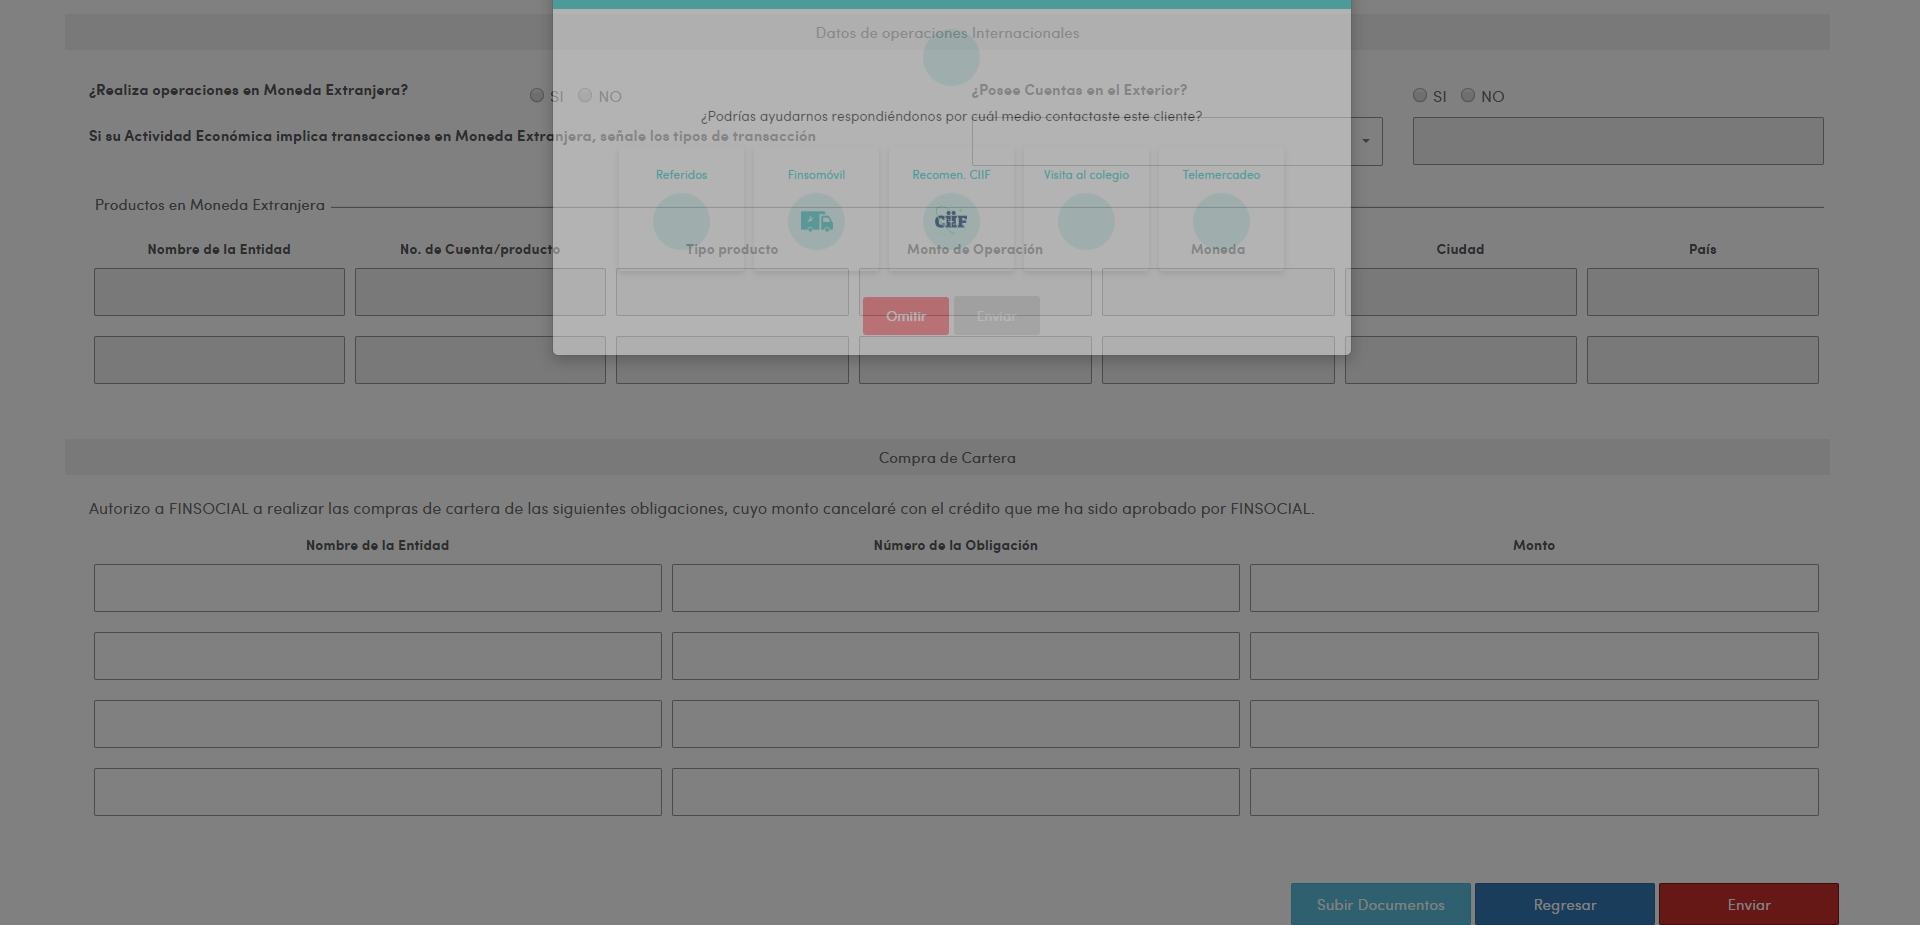 Datos de operaciones Internacionales
¿Realiza operaciones en Moneda Extranjera?
SI NO
¿Posee Cuentas en el Exterior?
SI NO
¿Podrías ayudarnos respondiéndonos por cuál medio contactaste este cliente?
Si su Actividad Económica implica transacciones en Moneda Extranjera, señale los tipos de transacción
Referidos Finsomóvil Recomen. CIIF Visita al colegio Telemercadeo
Productos en Moneda Extranjera
CIIF
Nombre de la Entidad No. de Cuenta/producto Tipo producto Monto de Operación Moneda Ciudad País
Omitir Enviar
Compra de Cartera
Autorizo a FINSOCIAL a realizar las compras de cartera de las siguientes obligaciones, cuyo monto cancelaré con el crédito que me ha sido aprobado por FINSOCIAL.
Nombre de la Entidad Número de la Obligación Monto
Subir Documentos Regresar Enviar